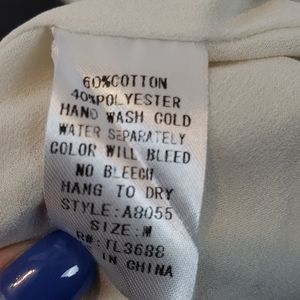 60%COTTON
40%POLYESTER
HAND WASH COLD
WATER SEPARATELY
COLOR WILL BLEED
NO BLEECH
HANG TO DRY
STYLE:A8055
SIZE:M
R#:TL3688
IN CHINA